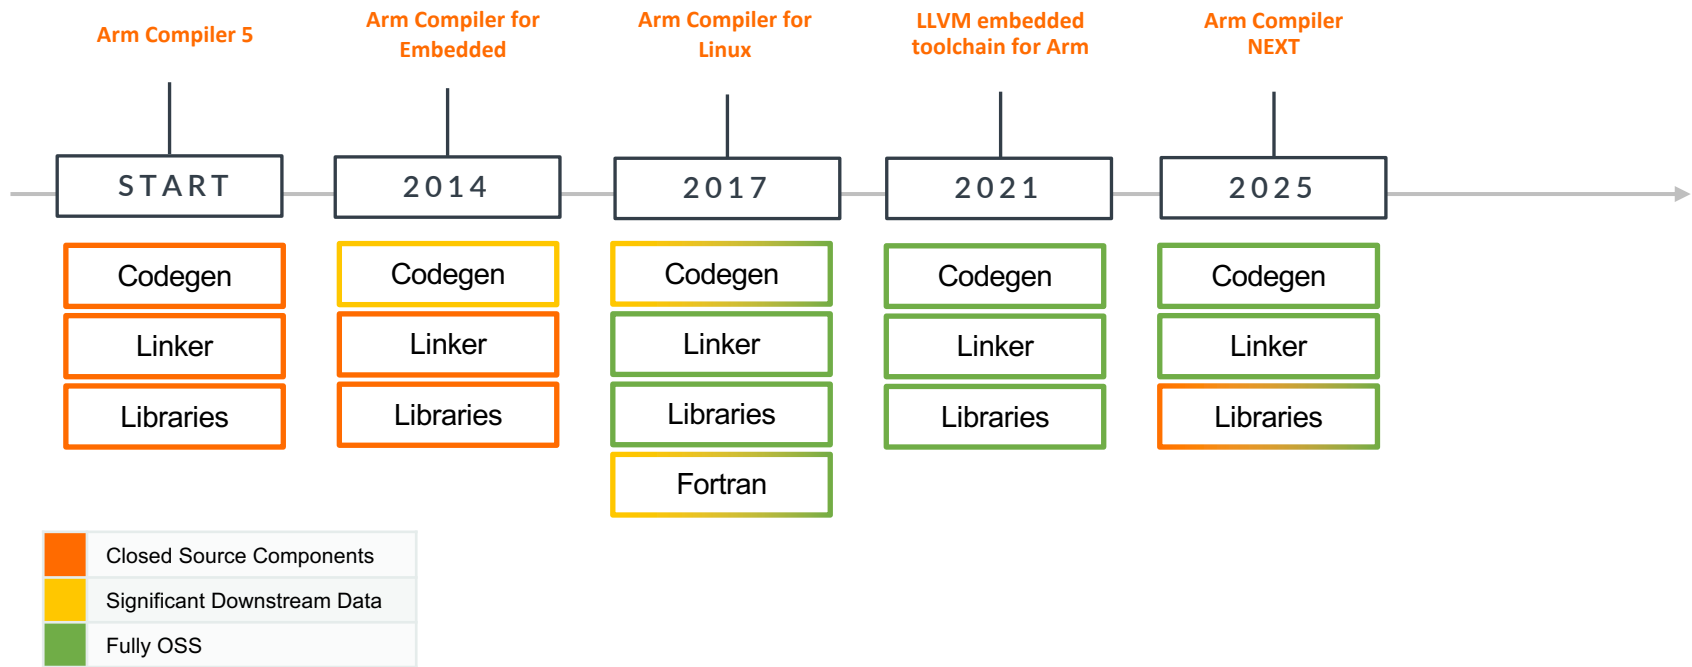 Arm Compiler 5
Arm Compiler for
Embedded
Arm Compiler for
Linux
LLVM embedded
toolchain for Arm
Arm Compiler
NEXT
START
2014
2017
2021
2025
Codegen
Linker
Libraries
Codegen
Linker
Libraries
Codegen
Linker
Libraries
Fortran
Codegen
Linker
Libraries
Codegen
Linker
Libraries
Closed Source Components
Significant Downstream Data
Fully OSS